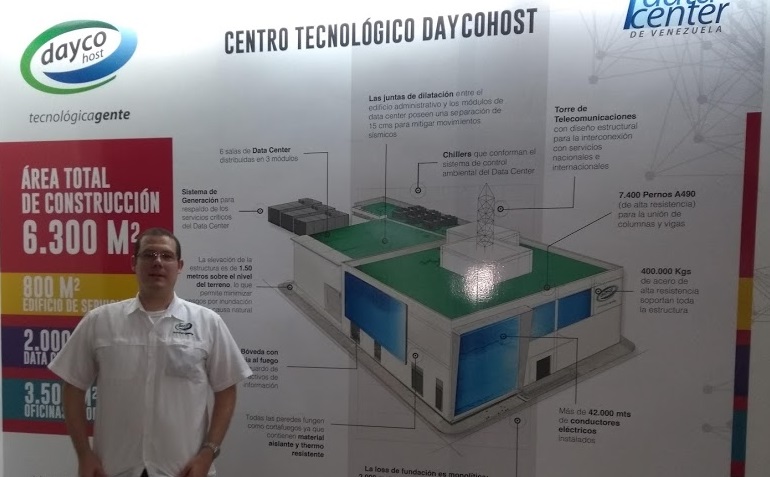 dayco
host
tecnológicagente
CENTRO TECNOLÓGICO DAYCOHOST
center
DE VENEZUELA
ÁREA TOTAL
DE CONSTRUCCIÓN
6.300 M²
800 M²
EDIFICIO DE
2.000
DATA
3.50
M²
OFICINAS
6 salas de Data Center
distribuidas en 3 módulos
Sistema de
Generación para
respaldo de los
servicios críticos
del Data Center
Las juntas de dilatación entre el
edificio administrativo y los módulos de
data center poseen una separación de
15 cms para mitigar movimientos
sísmicos
Chillers que conforman el
sistema de control
ambiental del Data Center
Torre de
Telecomunicaciones
con diseño estructural
para la interconexión
con servicios
nacionales e
internacionales
7.400 Pernos A490
(de alta resistencia)
para la unión de
columnas y vigas
400.000 Kgs
de acero de
alta resistencia
soportan toda
la estructura
La elevación de la
estructura es de 1.50
metros sobre el nivel
del terreno, lo que
permite minimizar
por inundación
natural
Bóveda con
al fuego
de
de
información
Todas las paredes fungen
como cortafuegos ya que
contienen material
aislante y thermo
resistente
Más de 42.000 mts
de conductores
eléctricos
instalados
La losa de fundación es